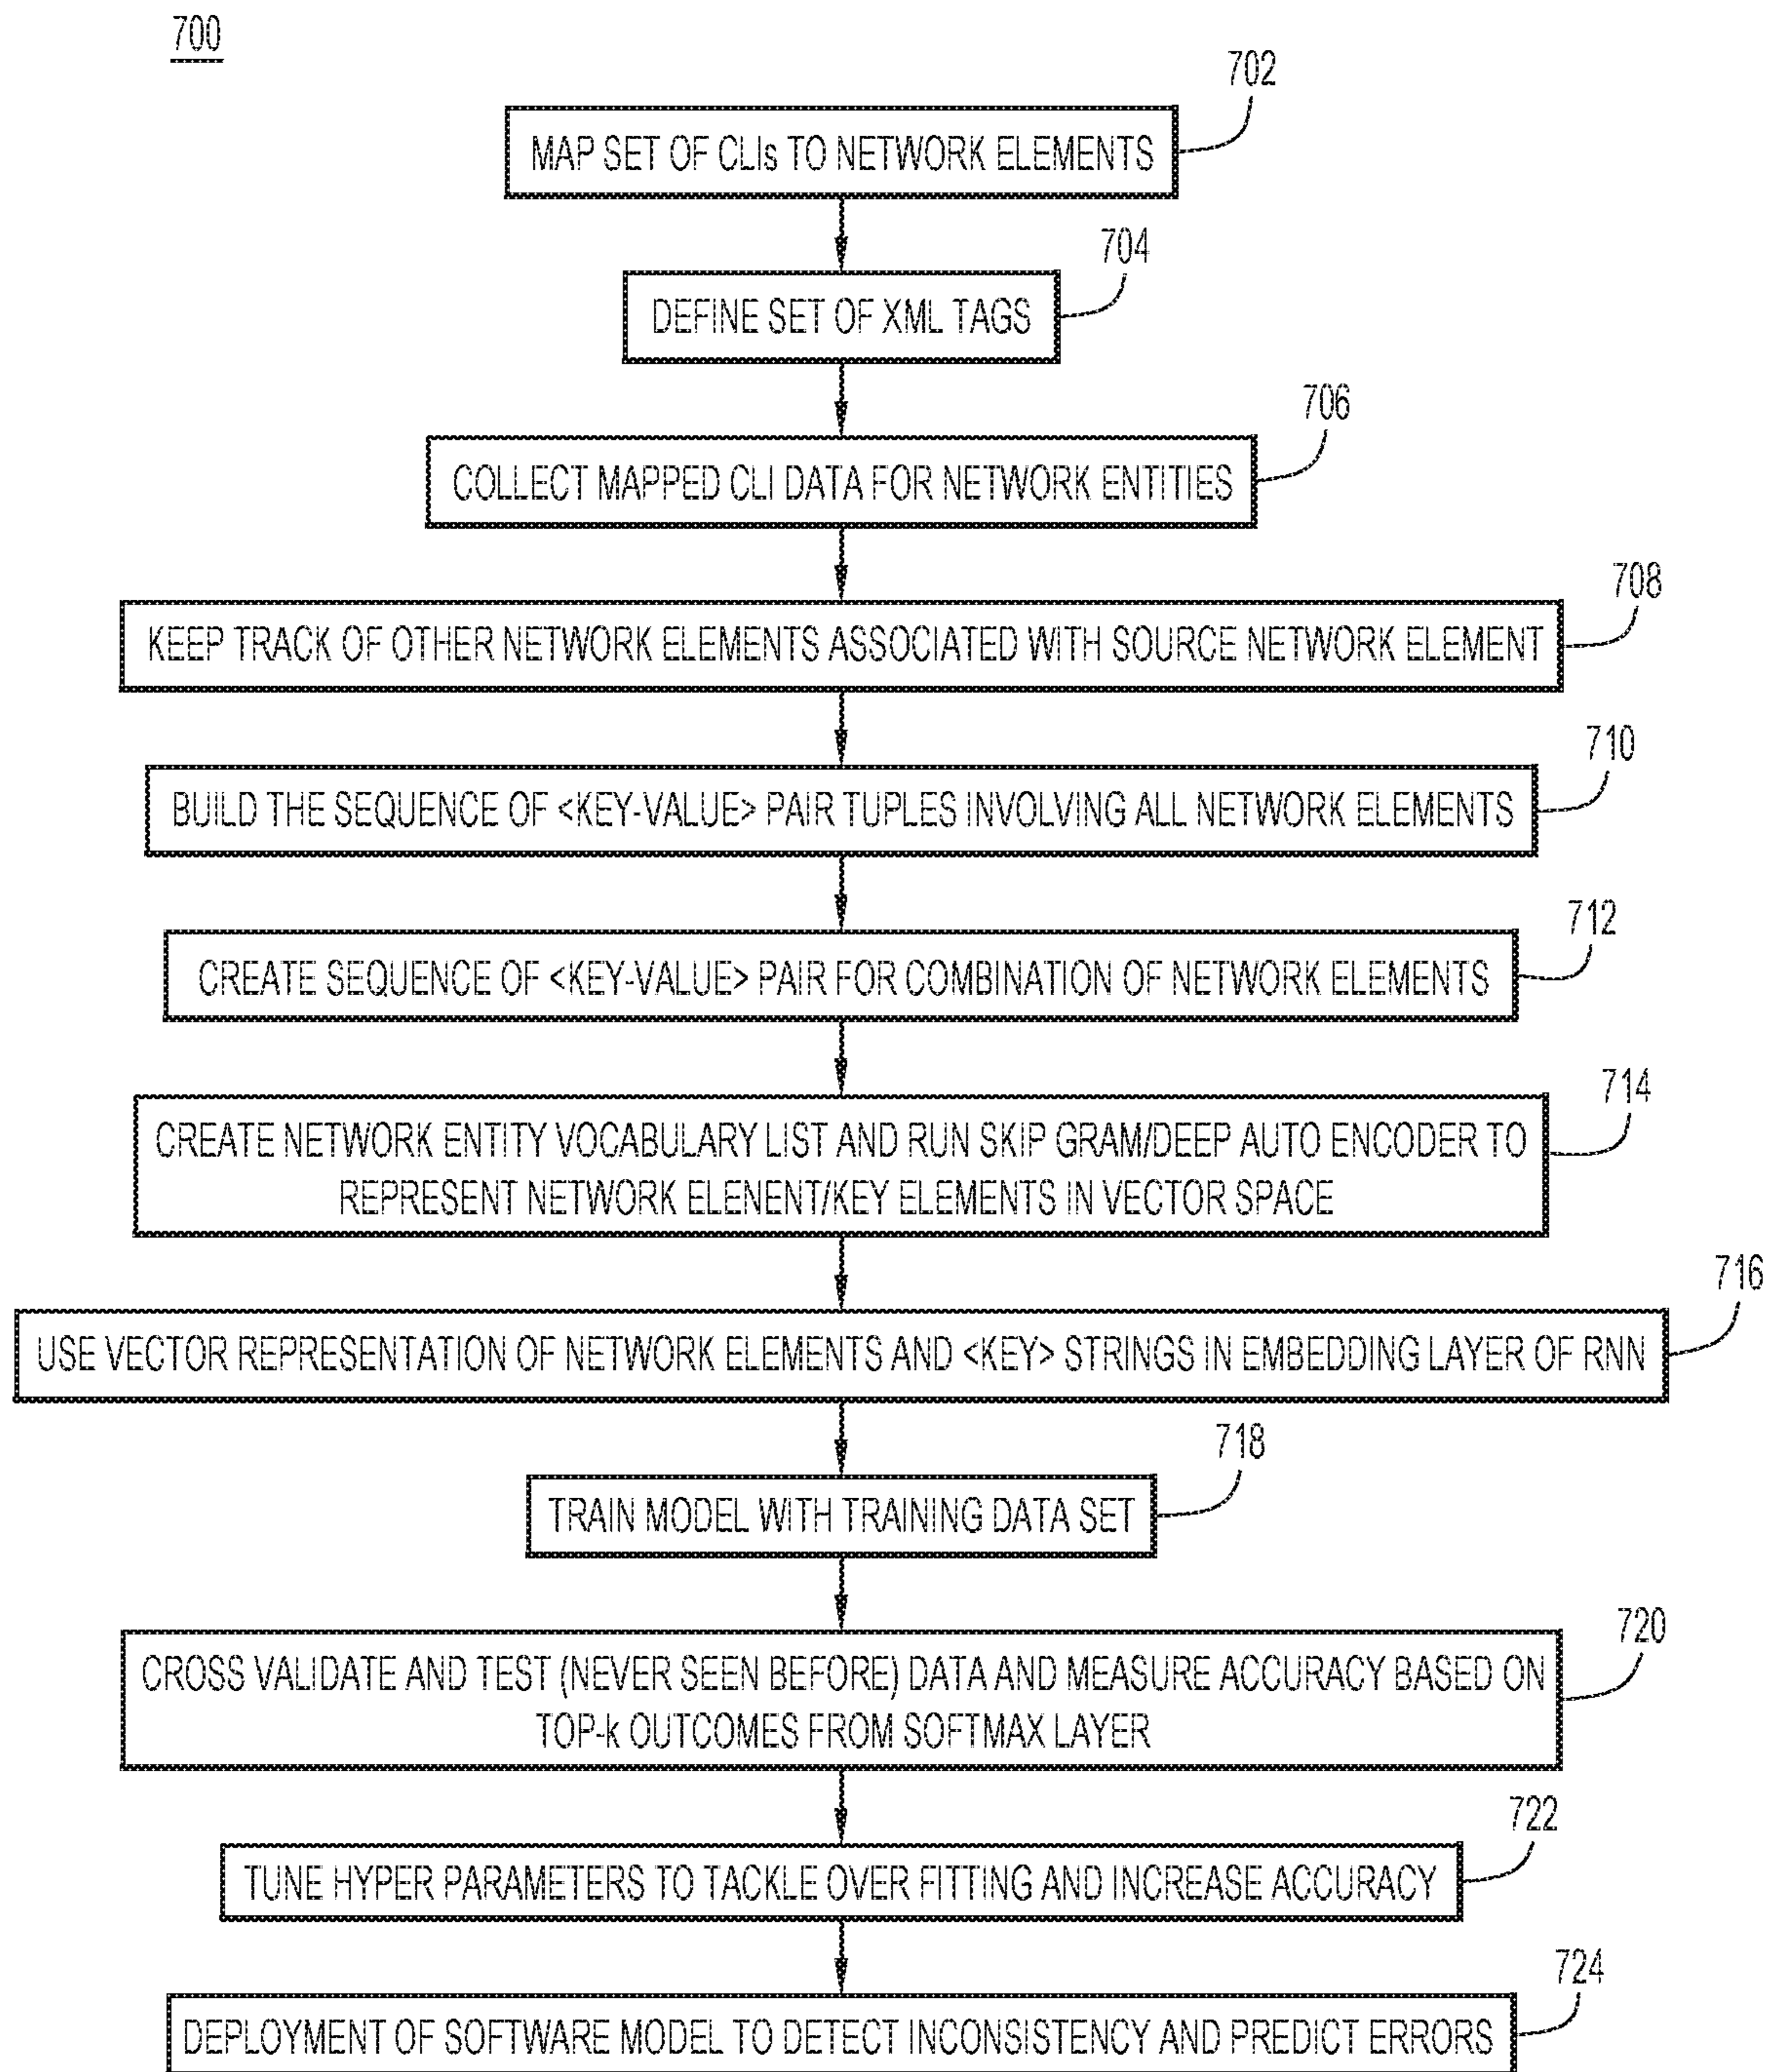 700
702
MAP SET OF CLIs TO NETWORK ELEMENTS
704
DEFINE SET OF XML TAGS
706
COLLECT MAPPED CLI DATA FOR NETWORK ENTITIES
708
KEEP TRACK OF OTHER NETWORK ELEMENTS ASSOCIATED WITH SOURCE NETWORK ELEMENT
710
BUILD THE SEQUENCE OF <KEY-VALUE> PAIR TUPLES INVOLVING ALL NETWORK ELEMENTS
712
CREATE SEQUENCE OF <KEY-VALUE> PAIR FOR COMBINATION OF NETWORK ELEMENTS
714
CREATE NETWORK ENTITY VOCABULARY LIST AND RUN SKIP GRAM/DEEP AUTO ENCODER TO
REPRESENT NETWORK ELENENT/KEY ELEMENTS IN VECTOR SPACE
716
USE VECTOR REPRESENTATION OF NETWORK ELEMENTS AND <KEY> STRINGS IN EMBEDDING LAYER OF RNN
718
TRAIN MODEL WITH TRAINING DATA SET
720
CROSS VALIDATE AND TEST (NEVER SEEN BEFORE) DATA AND MEASURE ACCURACY BASED ON
TOP-k OUTCOMES FROM SOFTMAX LAYER
722
TUNE HYPER PARAMETERS TO TACKLE OVER FITTING AND INCREASE ACCURACY
724
DEPLOYMENT OF SOFTWARE MODEL TO DETECT INCONSISTENCY AND PREDICT ERRORS